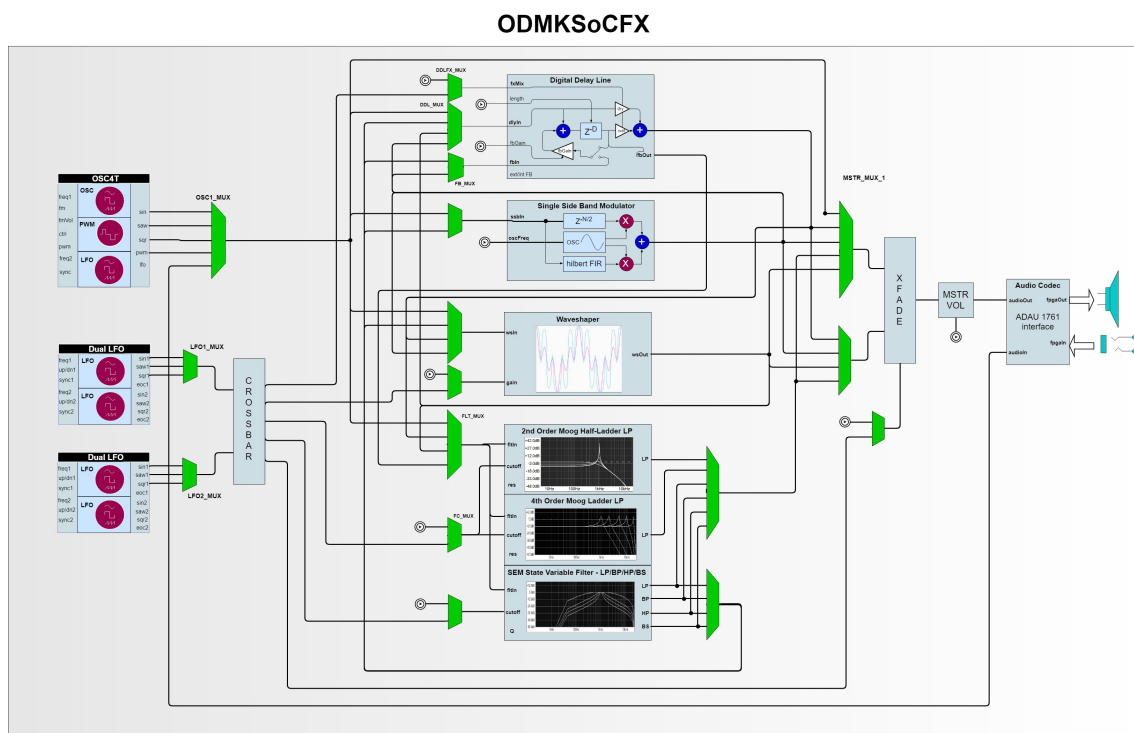 ODMKSoCFX
DDLFX_MUX
Digital Delay Line
fxMix
length
DDL_MUX
dlyIn
dry
Z-D
fbGain
fbGain
fbOut
fbIn
ext/int FB
FB_MUX
OSC4T
OSC
PWM
LFO
freq1
fm
fmVol
ctrl
pwm
freq2
sync
sin
saw
sqr
pwm
lfo
OSC1_MUX
MSTR_MUX_1
Single Side Band Modulator
ssbIn
Z-N/2
X
oscFreq
OSC
hilbert FIR
X
XFADE
MSTR
VOL
Audio Codec
audioOut
fpgaOut
ADAU 1761
interface
fpgaIn
audioIn
Waveshaper
wsIn
wsOut
gain
Dual LFO
LFO
LFO
freq1
up/dn1
sync1
freq2
up/dn2
sync2
sin1
saw1
sqr1
eoc1
sin2
saw2
sqr2
eoc2
LFO1_MUX
CROSSBAR
Dual LFO
LFO
LFO
freq1
up/dn1
sync1
freq2
up/dn2
sync2
sin1
saw1
sqr1
eoc1
sin2
saw2
sqr2
eoc2
LFO2_MUX
FLT_MUX
2nd Order Moog Half-Ladder LP
fltIn
cutoff
res
LP
10Hz
100Hz
1kHz
10kHz
4th Order Moog Ladder LP
FC_MUX
fltIn
cutoff
res
LP
SEM State Variable Filter - LP/BP/HP/BS
fltIn
cutoff
Q
LP
BP
HP
BS